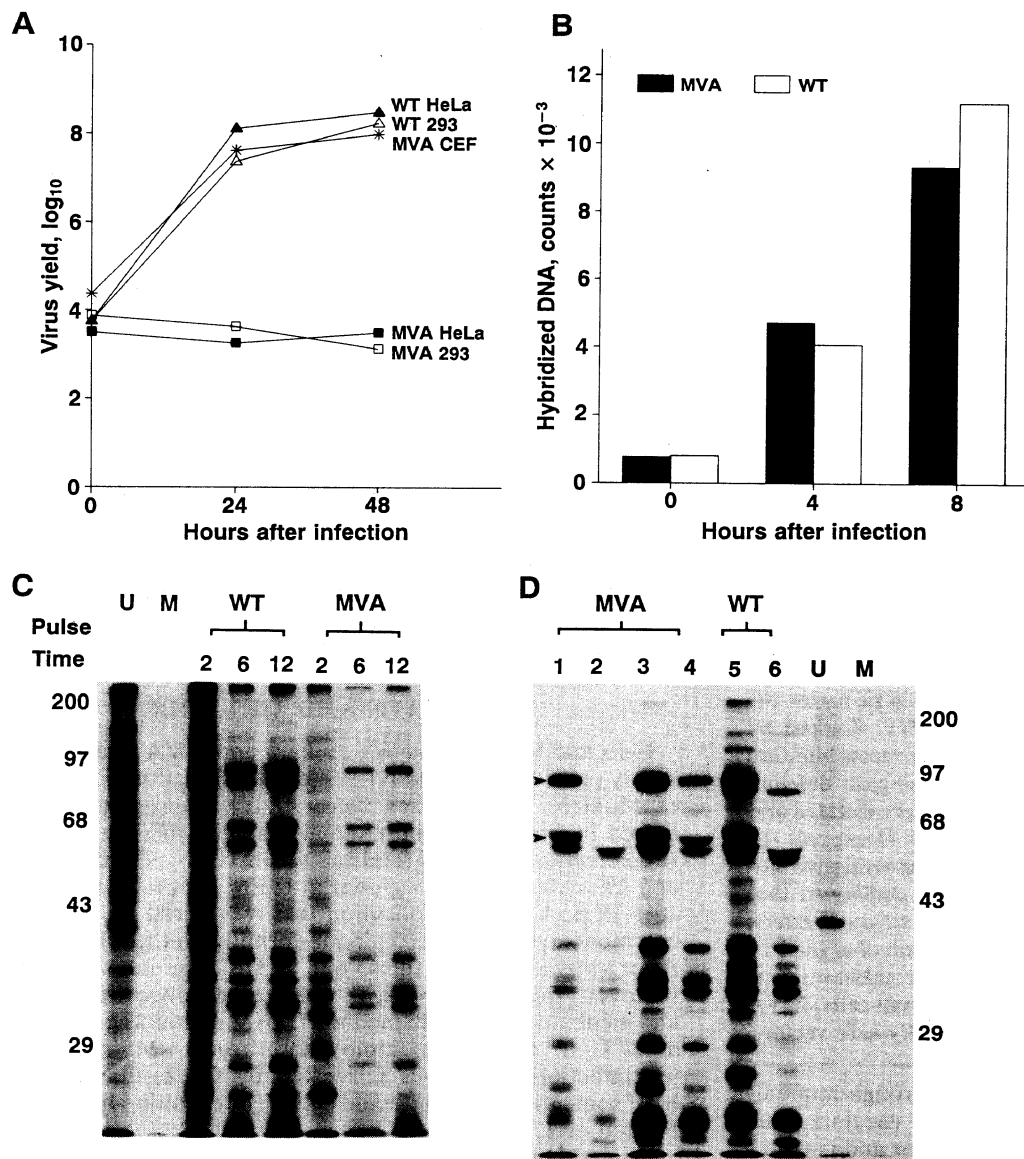 A
10
8
6
4
2
0
Virus yield, log10
WT HeLa
WT 293
MVA CEF
MVA HeLa
MVA 293
0 24 48
Hours after infection
B
MVA WT
12
10
8
6
4
2
0
Hybridized DNA, counts × 10⁻³
0 4 8
Hours after infection
C
U M WT MVA
Pulse
Time 2 6 12 2 6 12
200
97
68
43
29
D
MVA WT
1 2 3 4 5 6 U M
200
97
68
43
29